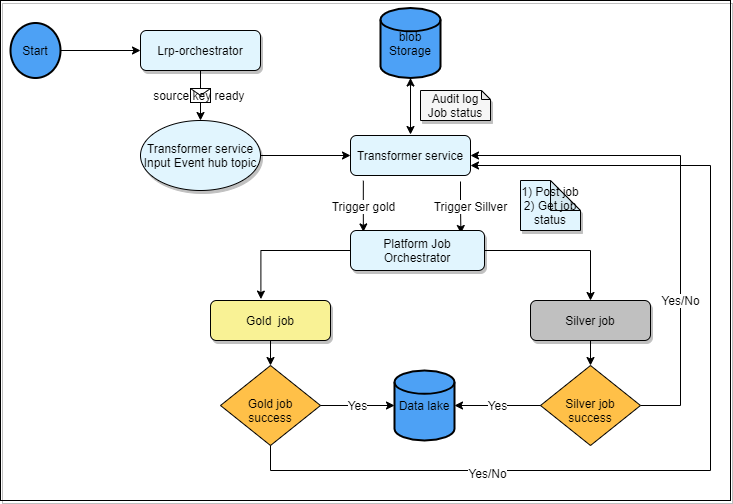 Start
Lrp-orchestrator
blob
Storage
source key ready
Audit log
Job status
Transformer service
Input Event hub topic
Transformer service
Trigger gold
Trigger Sillver
1) Post job
2) Get job
status
Platform Job
Orchestrator
Yes/No
Gold job
Silver job
Gold job
success
Yes
Data lake
Yes
Silver job
success
Yes/No